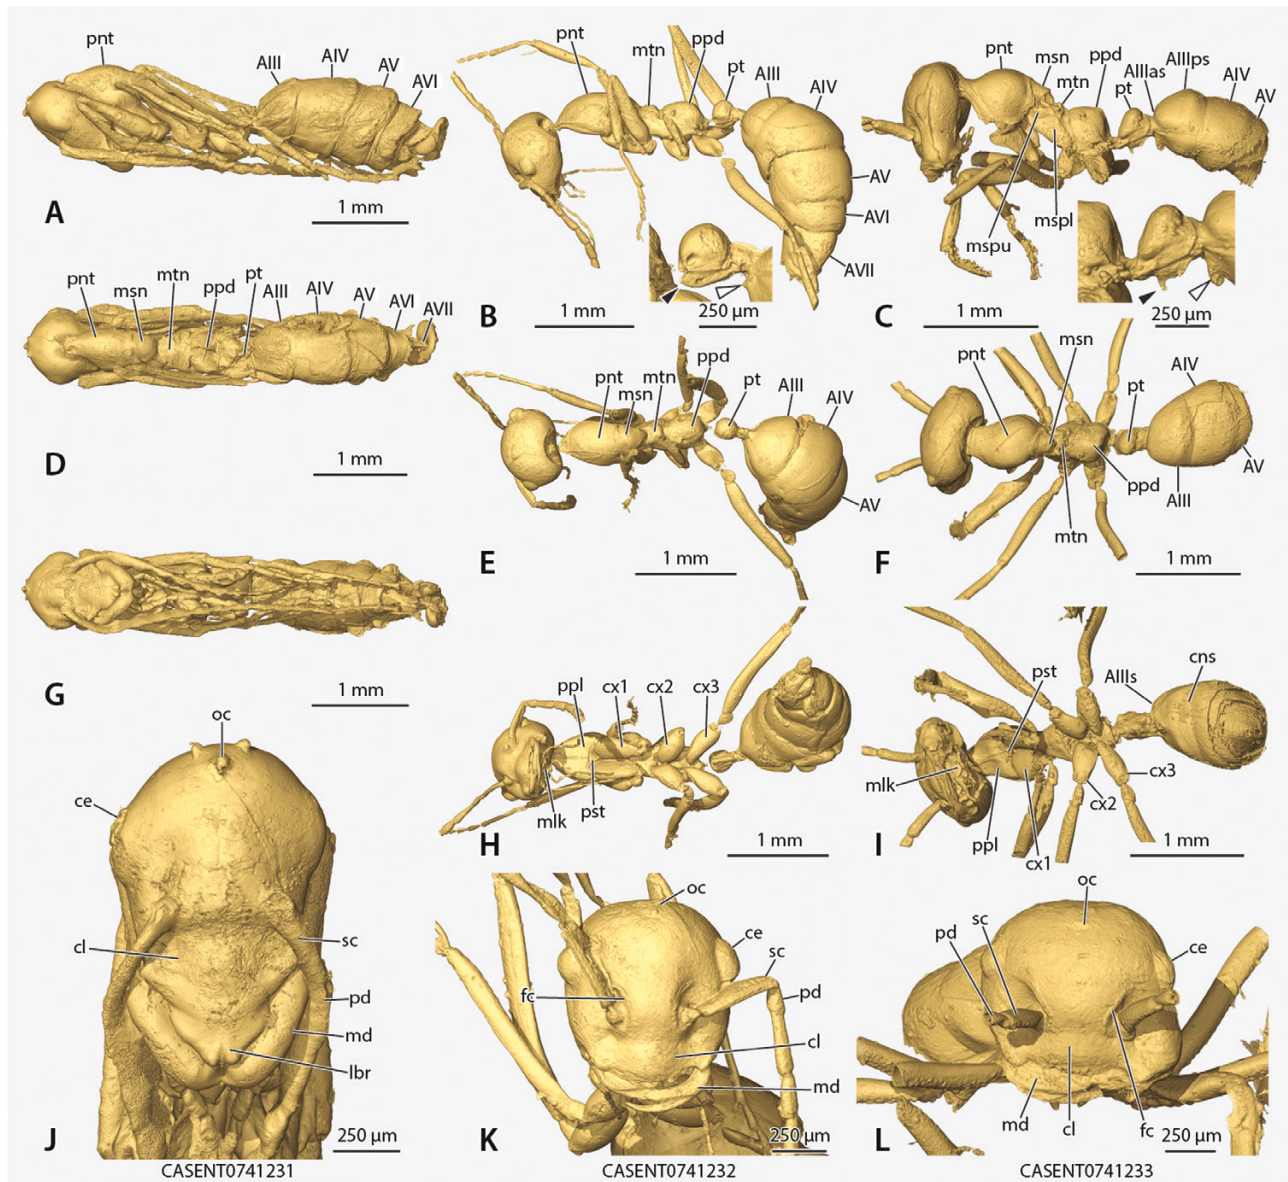 pnt
AIII
AIV
AV
AVI
A
1 mm
pnt
mtn
ppd
pt
AIII
AIV
AV
AVI
AVII
B
1 mm
250 µm
pnt
msn
mtn
ppd
pt
AIIIas
AIIIps
AIV
AV
mspu
mspl
C
1 mm
250 µm
pnt
msn
mtn
ppd
pt
AIII
AIV
AV
AVI
AVII
D
1 mm
pnt
msn
mtn
ppd
pt
AIII
AIV
AV
E
1 mm
pnt
msn
mtn
ppd
pt
AIV
AV
AIII
F
1 mm
G
1 mm
ppl
cx1
cx2
cx3
mlk
pst
H
1 mm
pst
AIIIs
cns
mlk
ppl
cx1
cx2
cx3
I
1 mm
oc
ce
cl
sc
pd
md
lbr
J
250 µm
CASENT0741231
oc
ce
sc
fc
pd
cl
md
K
250 µm
CASENT0741232
oc
sc
pd
ce
md
cl
fc
L
250 µm
CASENT0741233